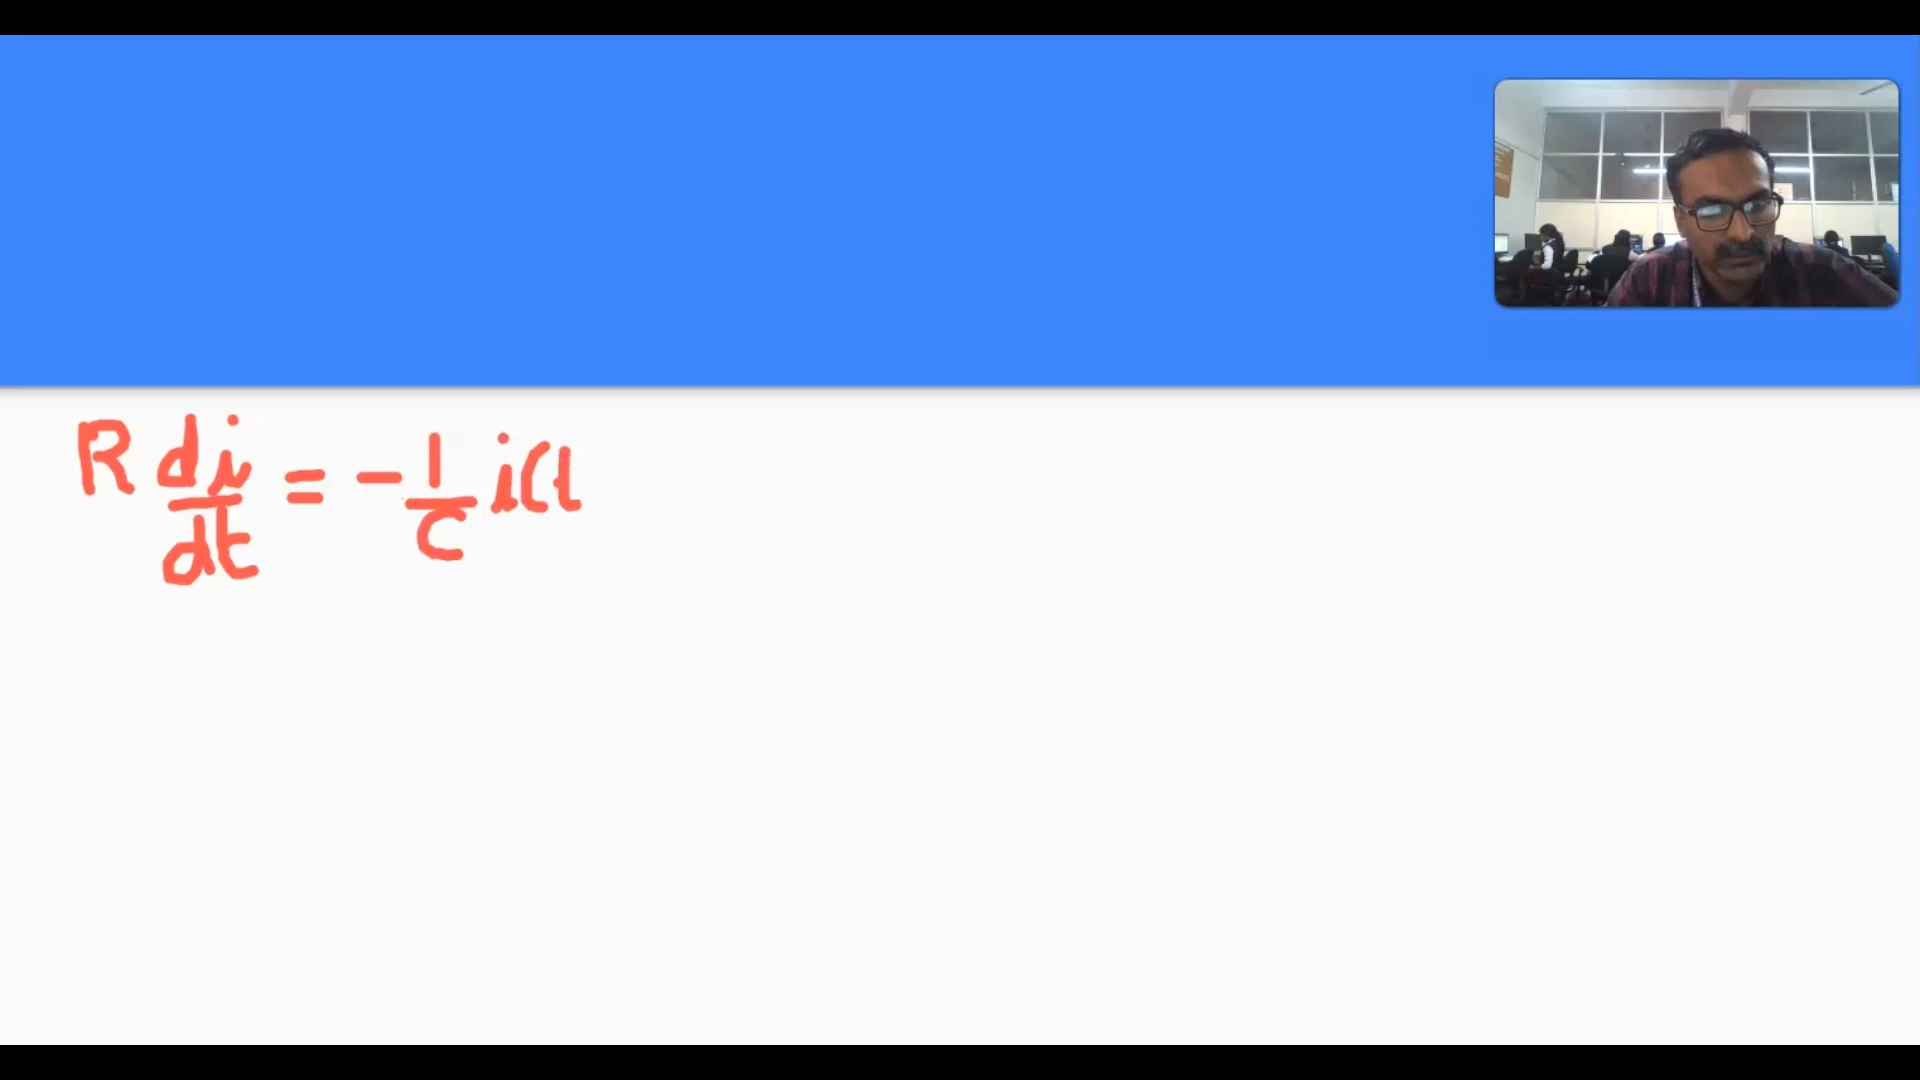 R di/dt = -1/C i(t